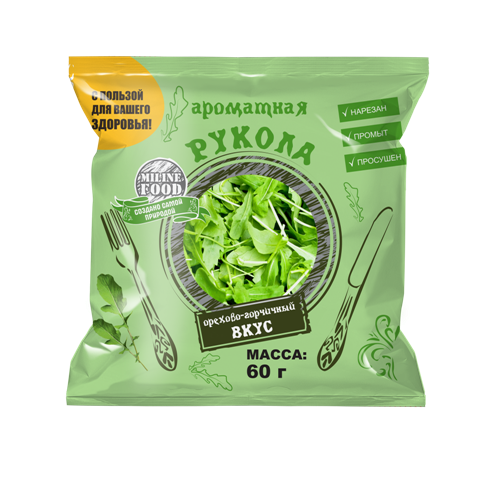 С ПОЛЬЗОЙ
ДЛЯ ВАШЕГО
ЗДОРОВЬЯ!
ароматная
РУКОЛА
НАРЕЗАН
ПРОМЫТ
ПРОСУШЕН
MILINE
FOOD
СОЗДАНО САМОЙ
ПРИРОДОЙ
орехово-горчичный
ВКУС
МАССА:
60 г